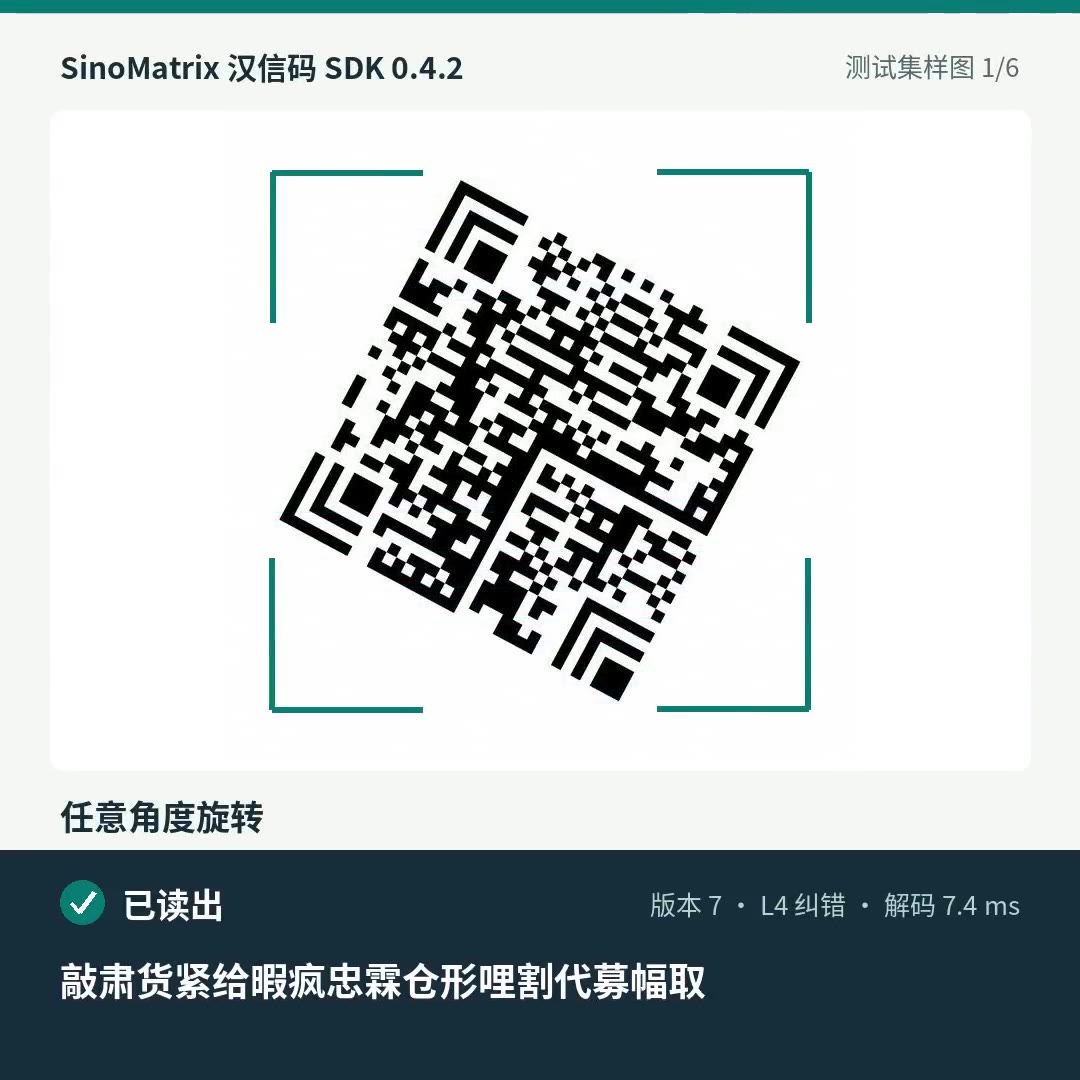 SinoMatrix 汉信码 SDK 0.4.2
测试集样图 1/6
任意角度旋转
已读出
版本 7 · L4 纠错 · 解码 7.4 ms
敲肃货紧给暇疯忠霖仓形哩割代募幅取